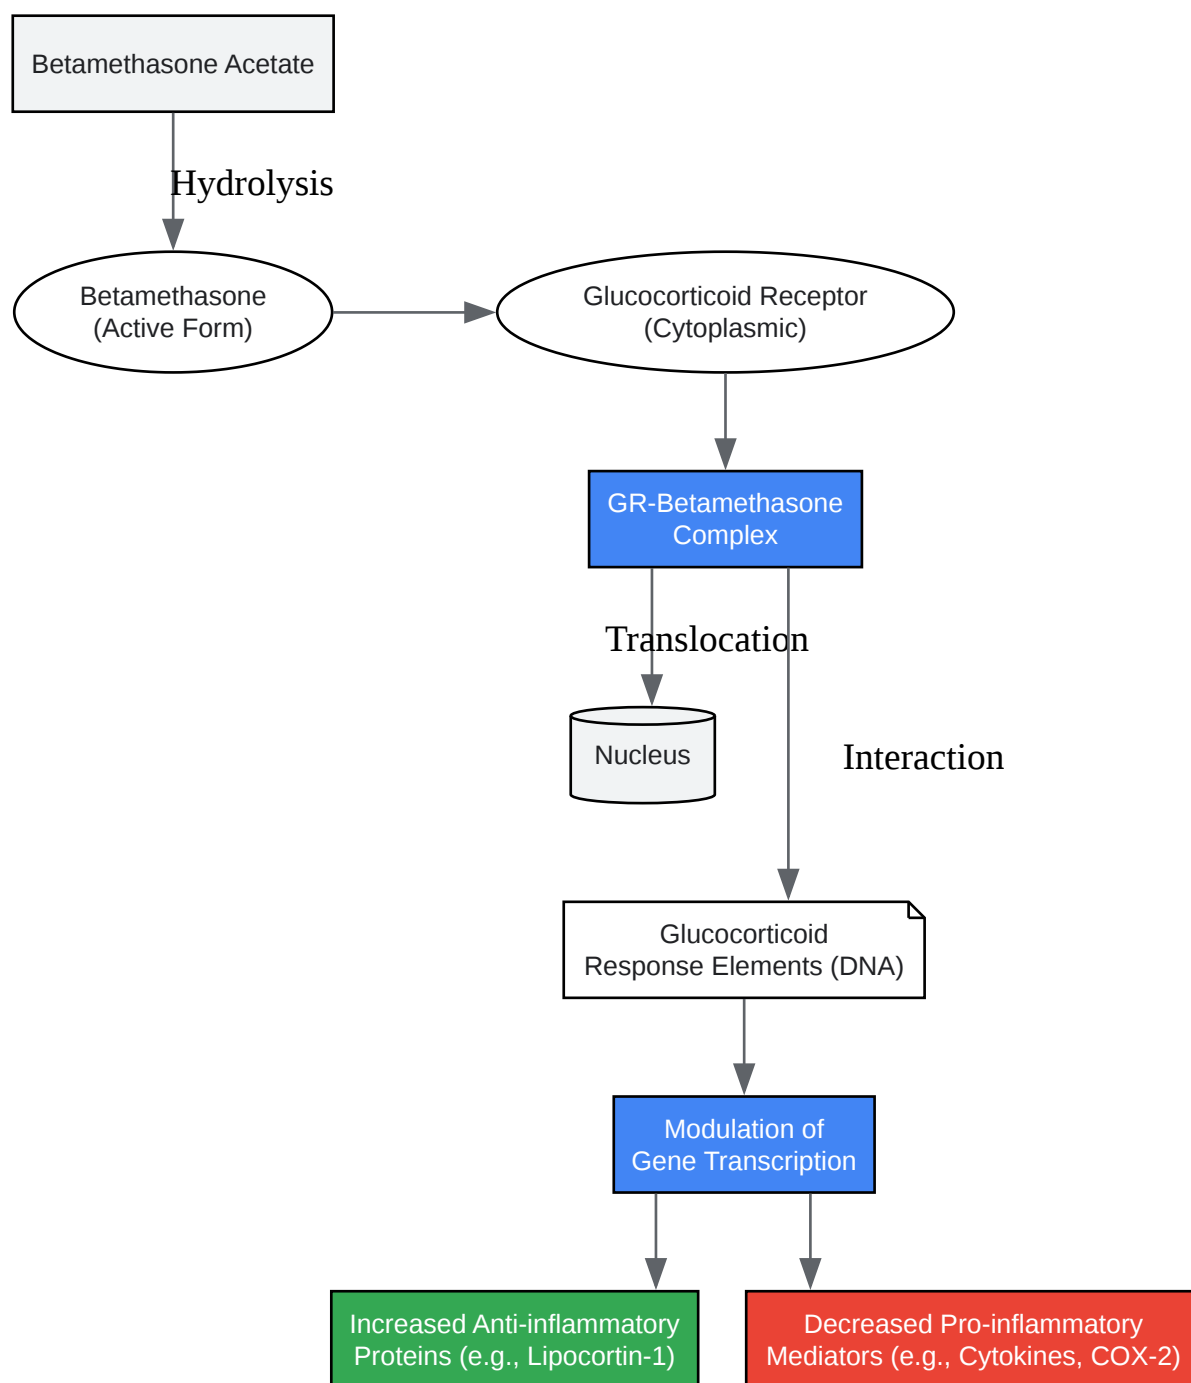 Betamethasone Acetate
Hydrolysis
Betamethasone
(Active Form)
Glucocorticoid Receptor
(Cytoplasmic)
GR-Betamethasone
Complex
Translocation
Nucleus
Interaction
Glucocorticoid
Response Elements (DNA)
Modulation of
Gene Transcription
Increased Anti-inflammatory
Proteins (e.g., Lipocortin-1)
Decreased Pro-inflammatory
Mediators (e.g., Cytokines, COX-2)